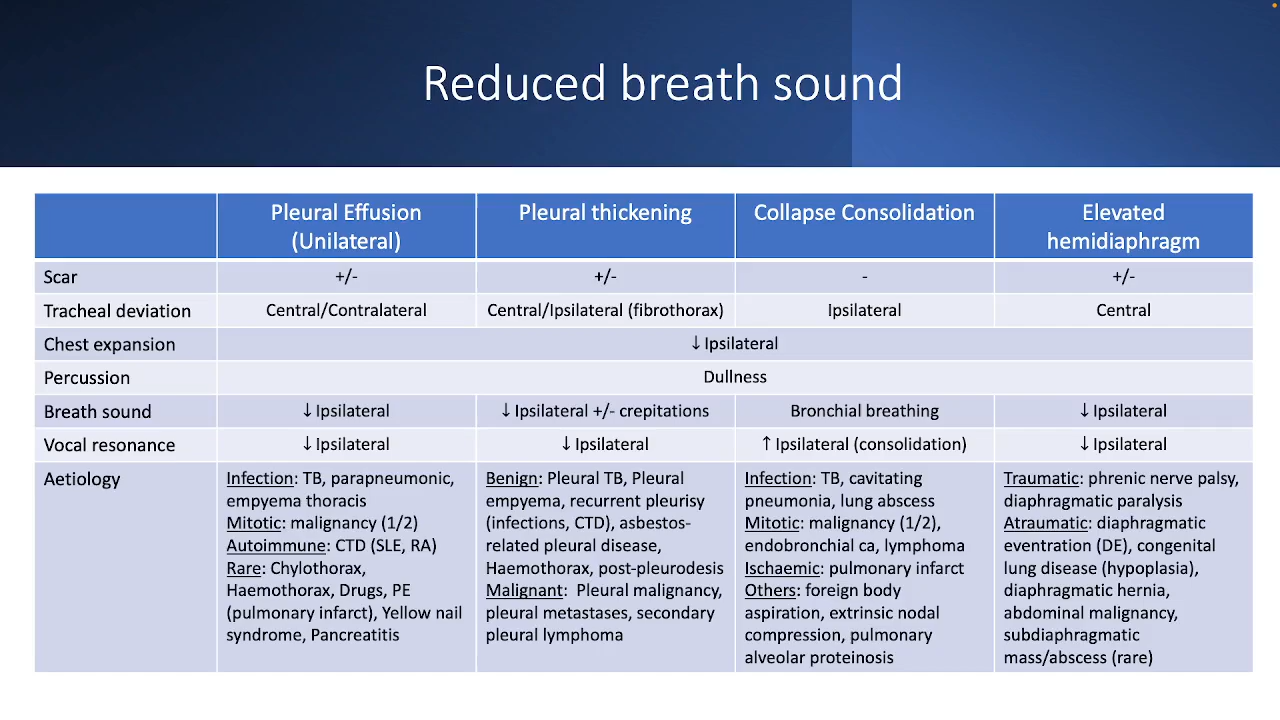 Reduced breath sound
Pleural Effusion
(Unilateral)
Pleural thickening
Collapse Consolidation
Elevated
hemidiaphragm
Scar
+/-
+/-
-
+/-
Tracheal deviation
Central/Contralateral
Central/Ipsilateral (fibrothorax)
Ipsilateral
Central
Chest expansion
↓ Ipsilateral
Percussion
Dullness
Breath sound
↓ Ipsilateral
↓ Ipsilateral +/- crepitations
Bronchial breathing
↓ Ipsilateral
Vocal resonance
↓ Ipsilateral
↓ Ipsilateral
↑ Ipsilateral (consolidation)
↓ Ipsilateral
Aetiology
Infection: TB, parapneumonic,
empyema thoracis
Mitotic: malignancy (1/2)
Autoimmune: CTD (SLE, RA)
Rare: Chylothorax,
Haemothorax, Drugs, PE
(pulmonary infarct), Yellow nail
syndrome, Pancreatitis
Benign: Pleural TB, Pleural
empyema, recurrent pleurisy
(infections, CTD), asbestos-
related pleural disease,
Haemothorax, post-pleurodesis
Malignant:  Pleural malignancy,
pleural metastases, secondary
pleural lymphoma
Infection: TB, cavitating
pneumonia, lung abscess
Mitotic: malignancy (1/2),
endobronchial ca, lymphoma
Ischaemic: pulmonary infarct
Others: foreign body
aspiration, extrinsic nodal
compression, pulmonary
alveolar proteinosis
Traumatic: phrenic nerve palsy,
diaphragmatic paralysis
Atraumatic: diaphragmatic
eventration (DE), congenital
lung disease (hypoplasia),
diaphragmatic hernia,
abdominal malignancy,
subdiaphragmatic
mass/abscess (rare)